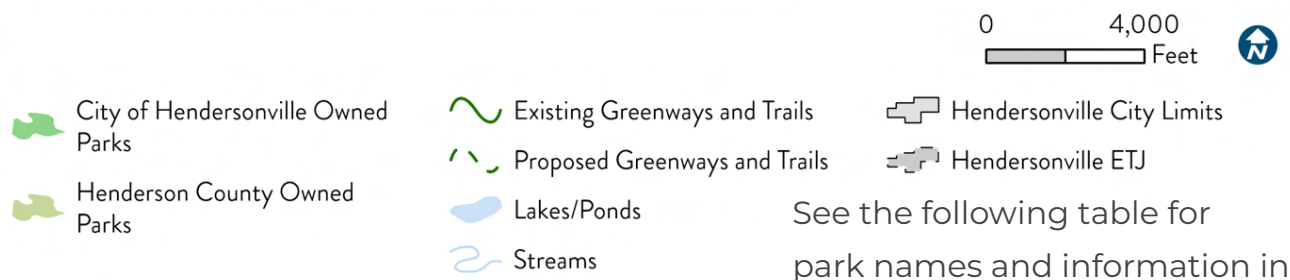 0 4,000
Feet
N
City of Hendersonville Owned
Parks
Henderson County Owned
Parks
Existing Greenways and Trails
Proposed Greenways and Trails
Lakes/Ponds
Streams
Hendersonville City Limits
Hendersonville ETJ
See the following table for
park names and information in